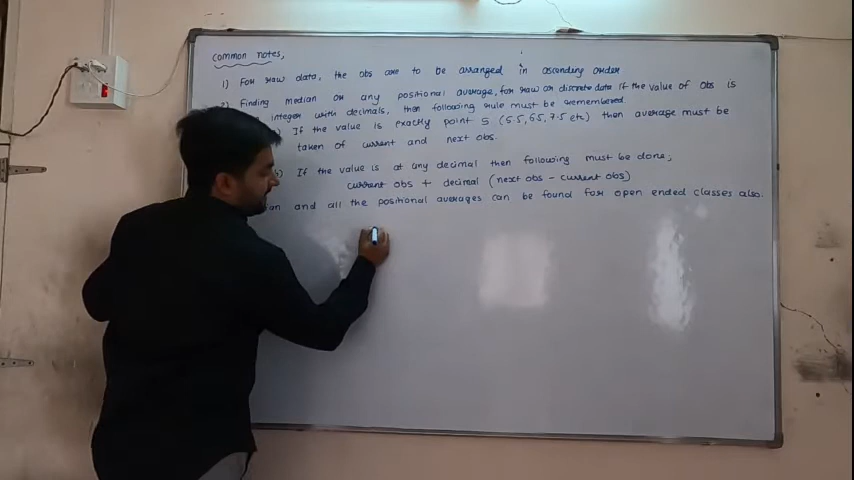 common notes,
1) For raw data, the obs are to be arranged in ascending order
2) Finding median or any positional average, for raw or discrete data if the value of obs is
integer with decimals, then following rule must be remembered.
If the value is exactly point 5 (5.5, 6.5, 7.5 etc) then average must be
taken of current and next obs.
If the value is at any decimal then following must be done,
current obs + decimal (next obs - current obs)
and all the positional averages can be found for open ended classes also.